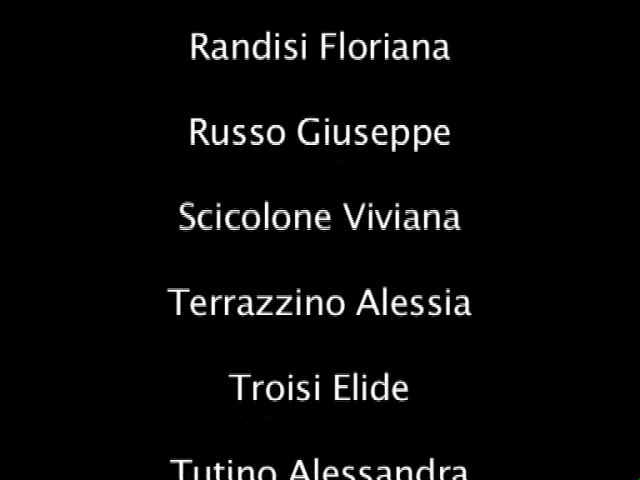 Randisi Floriana
Russo Giuseppe
Scicolone Viviana
Terrazzino Alessia
Troisi Elide
Tutino Alessandra